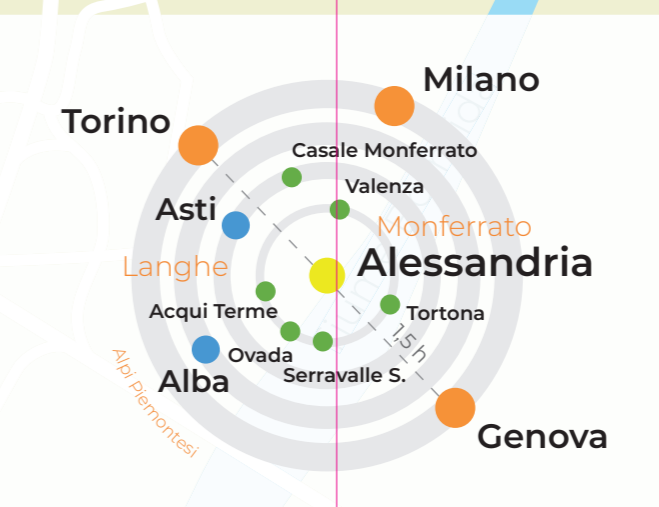 Milano
Torino
Casale Monferrato
Valenza
Asti
Monferrato
Langhe
Alessandria
Acqui Terme
Tortona
1,5 h
Ovada
Alba
Serravalle S.
Alpi Piemontesi
Genova